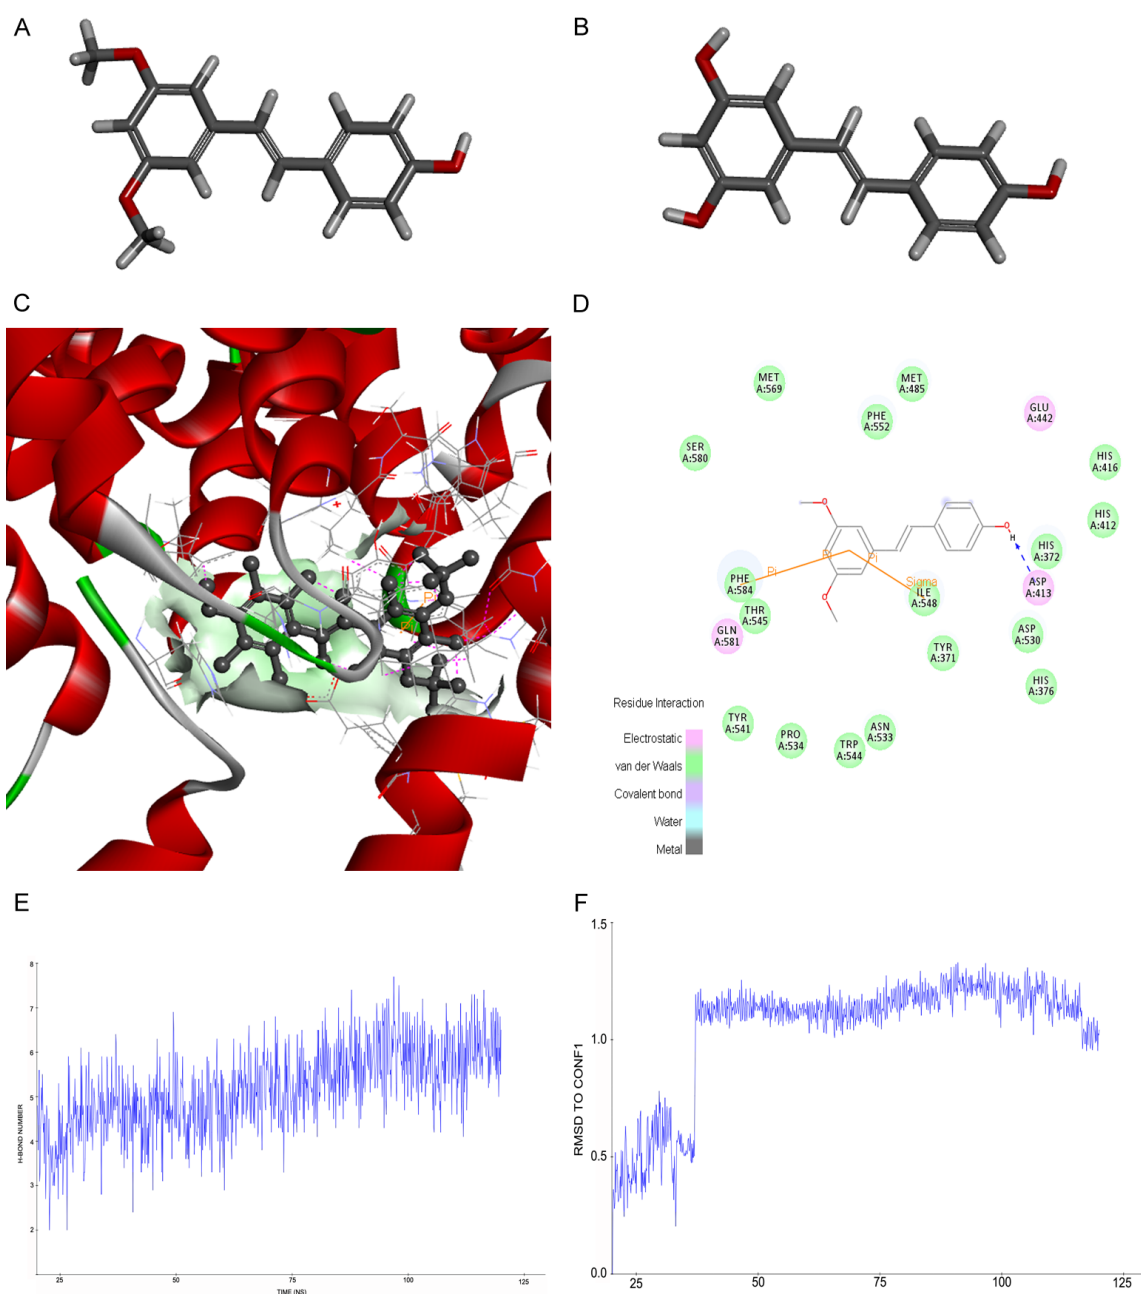 A
B
C
D
MET
A:569
MET
A:485
PHE
A:552
GLU
A:442
SER
A:580
HIS
A:416
HIS
A:412
HIS
A:372
ASP
A:413
PHE
A:584
THR
A:545
GLN
A:581
ILE
A:548
ASP
A:530
TYR
A:371
HIS
A:376
TYR
A:541
PRO
A:534
TRP
A:544
ASN
A:533
O
O
O
H
Pi
Pi
Pi
Sigma
Pi
Residue Interaction
Electrostatic
van der Waals
Covalent bond
Water
Metal
E
H-BOND NUMBER
8
7
6
5
4
3
2
25
50
75
100
125
TIME (NS)
F
RMSD TO CONF1
1.5
1.0
0.5
0.0
25
50
75
100
125